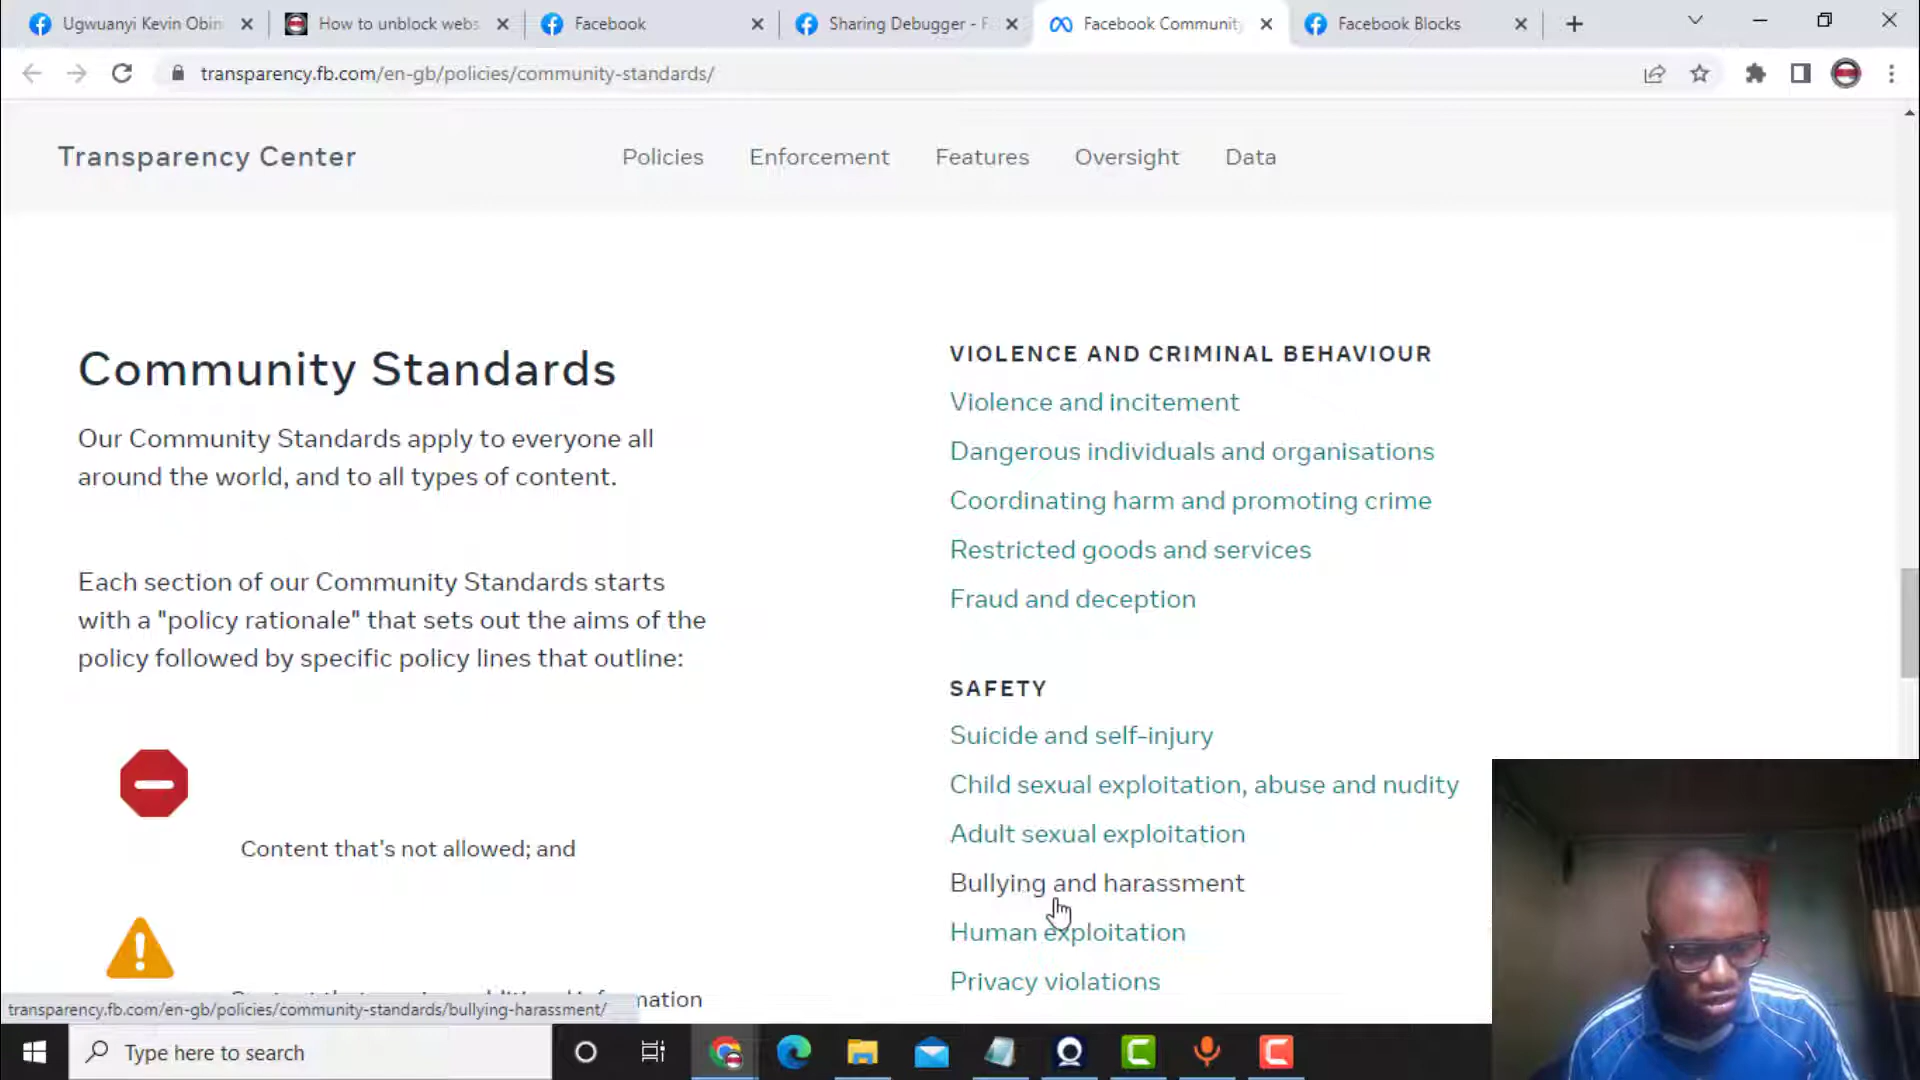 Ugwuanyi Kevin Obin
How to unblock webs
Facebook
Sharing Debugger - F
Facebook Community
Facebook Blocks
transparency.fb.com/en-gb/policies/community-standards/
Transparency Center
Policies
Enforcement
Features
Oversight
Data
Community Standards
Our Community Standards apply to everyone all
around the world, and to all types of content.
Each section of our Community Standards starts
with a "policy rationale" that sets out the aims of the
policy followed by specific policy lines that outline:
Content that's not allowed; and
VIOLENCE AND CRIMINAL BEHAVIOUR
Violence and incitement
Dangerous individuals and organisations
Coordinating harm and promoting crime
Restricted goods and services
Fraud and deception
SAFETY
Suicide and self-injury
Child sexual exploitation, abuse and nudity
Adult sexual exploitation
Bullying and harassment
Human exploitation
Privacy violations
transparency.fb.com/en-gb/policies/community-standards/bullying-harassment/
Type here to search